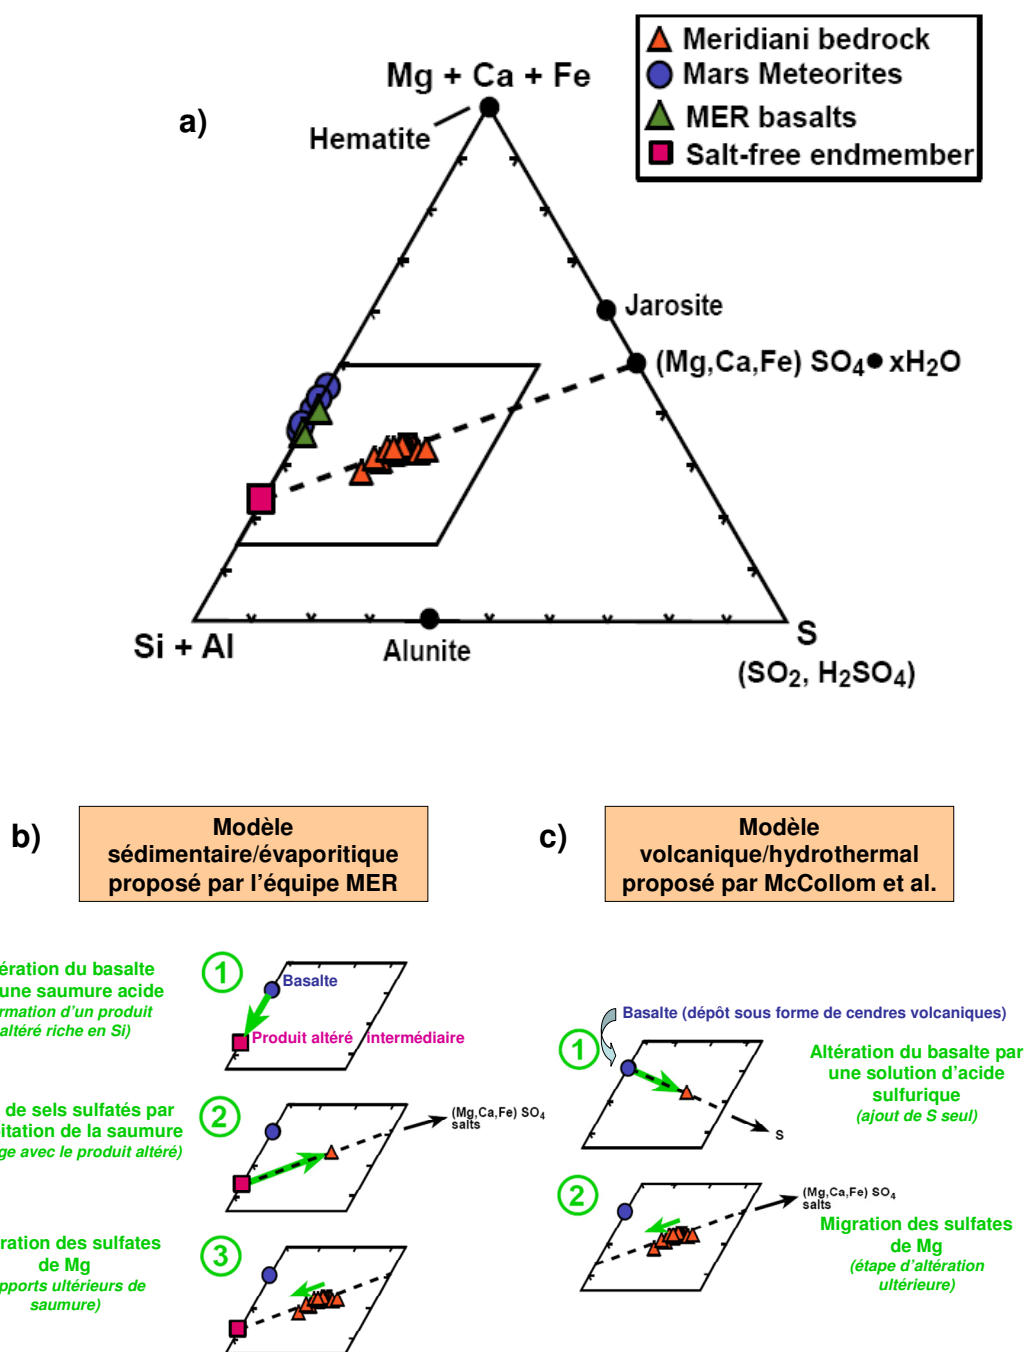 Meridiani bedrock
Mars Meteorites
MER basalts
Salt-free endmember
a)
Mg + Ca + Fe
Hematite
Jarosite
(Mg,Ca,Fe) SO4• xH2O
Si + Al
Alunite
S
(SO2, H2SO4)
b)
Modèle
sédimentaire/évaporitique
proposé par l'équipe MER
c)
Modèle
volcanique/hydrothermal
proposé par McCollom et al.
ération du basalte
une saumure acide
rmation d'un produit
altéré riche en Si)
1
Basalte
Produit altéré intermédiaire
de sels sulfatés par
itation de la saumure
ge avec le produit altéré)
2
(Mg,Ca,Fe) SO4
salts
ration des sulfates
de Mg
pports ultérieurs de
saumure)
3
Basalte (dépôt sous forme de cendres volcaniques)
1
S
Altération du basalte par
une solution d'acide
sulfurique
(ajout de S seul)
2
(Mg,Ca,Fe) SO4
salts
Migration des sulfates
de Mg
(étape d'altération
ultérieure)